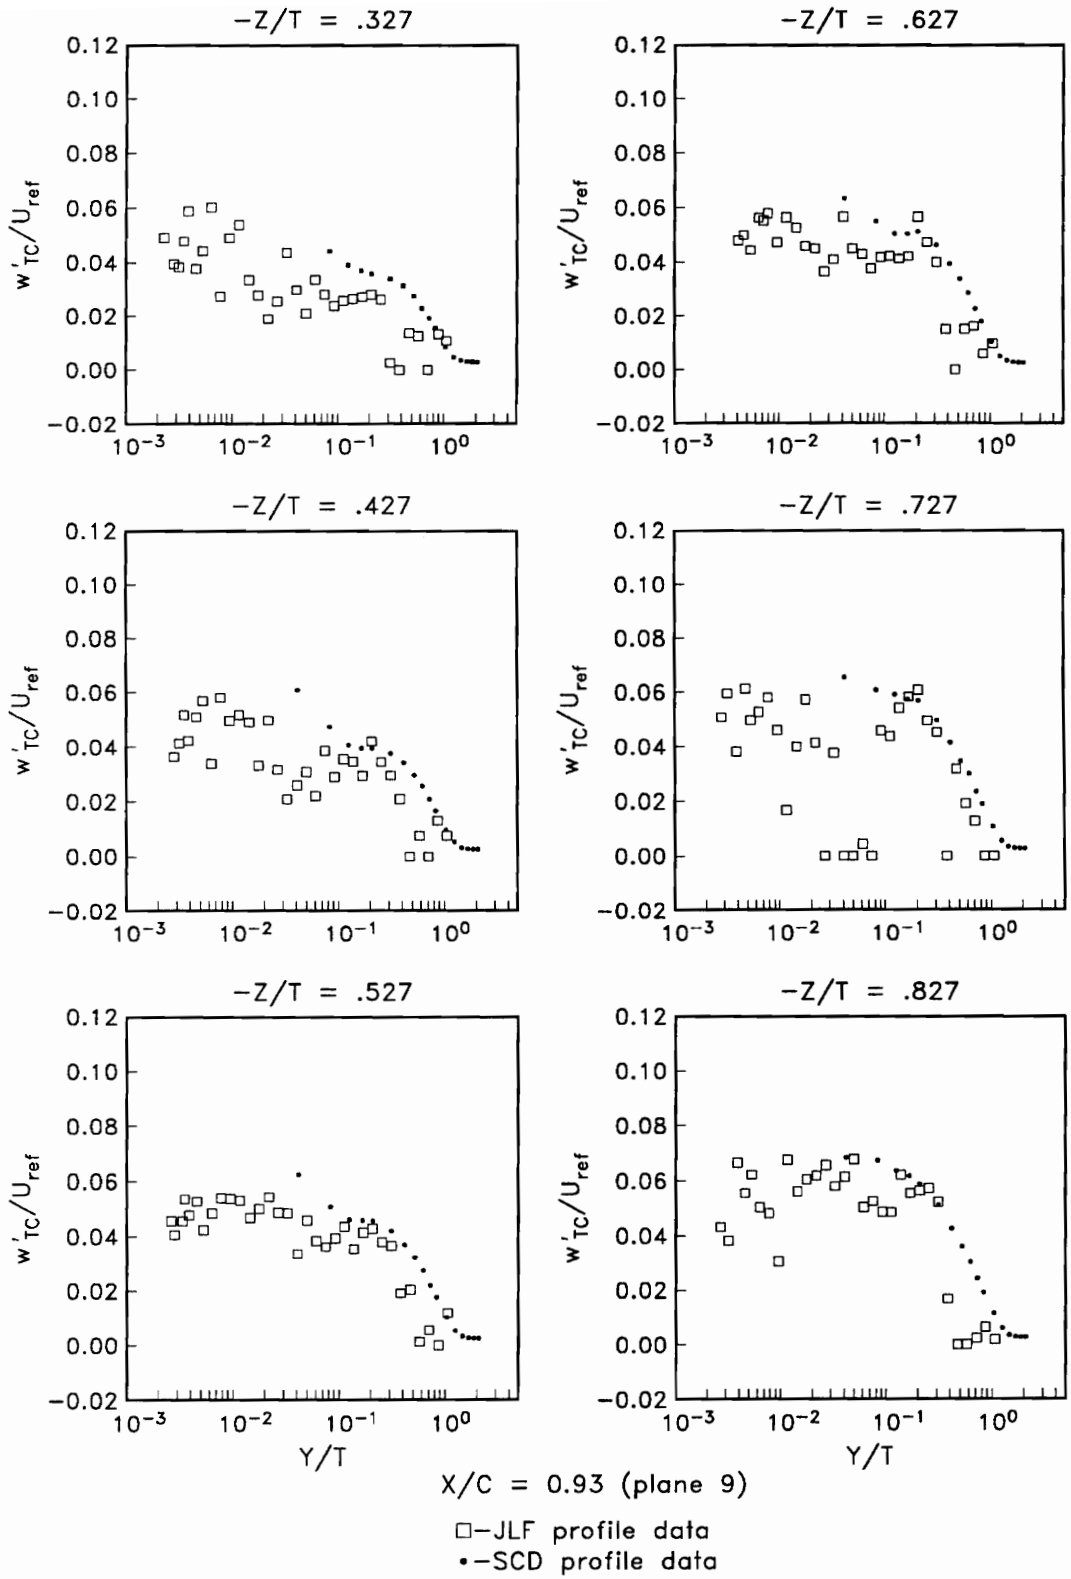 −Z/T = .327
0.12
0.10
0.08
0.06
0.04
0.02
0.00
−0.02
w'TC/Uref
10⁻³ 10⁻² 10⁻¹ 10⁰
−Z/T = .627
0.12
0.10
0.08
0.06
0.04
0.02
0.00
−0.02
w'TC/Uref
10⁻³ 10⁻² 10⁻¹ 10⁰
−Z/T = .427
0.12
0.10
0.08
0.06
0.04
0.02
0.00
−0.02
w'TC/Uref
10⁻³ 10⁻² 10⁻¹ 10⁰
−Z/T = .727
0.12
0.10
0.08
0.06
0.04
0.02
0.00
−0.02
w'TC/Uref
10⁻³ 10⁻² 10⁻¹ 10⁰
−Z/T = .527
0.12
0.10
0.08
0.06
0.04
0.02
0.00
−0.02
w'TC/Uref
10⁻³ 10⁻² 10⁻¹ 10⁰
Y/T
−Z/T = .827
0.12
0.10
0.08
0.06
0.04
0.02
0.00
−0.02
w'TC/Uref
10⁻³ 10⁻² 10⁻¹ 10⁰
Y/T
X/C = 0.93 (plane 9)
□−JLF profile data
•−SCD profile data